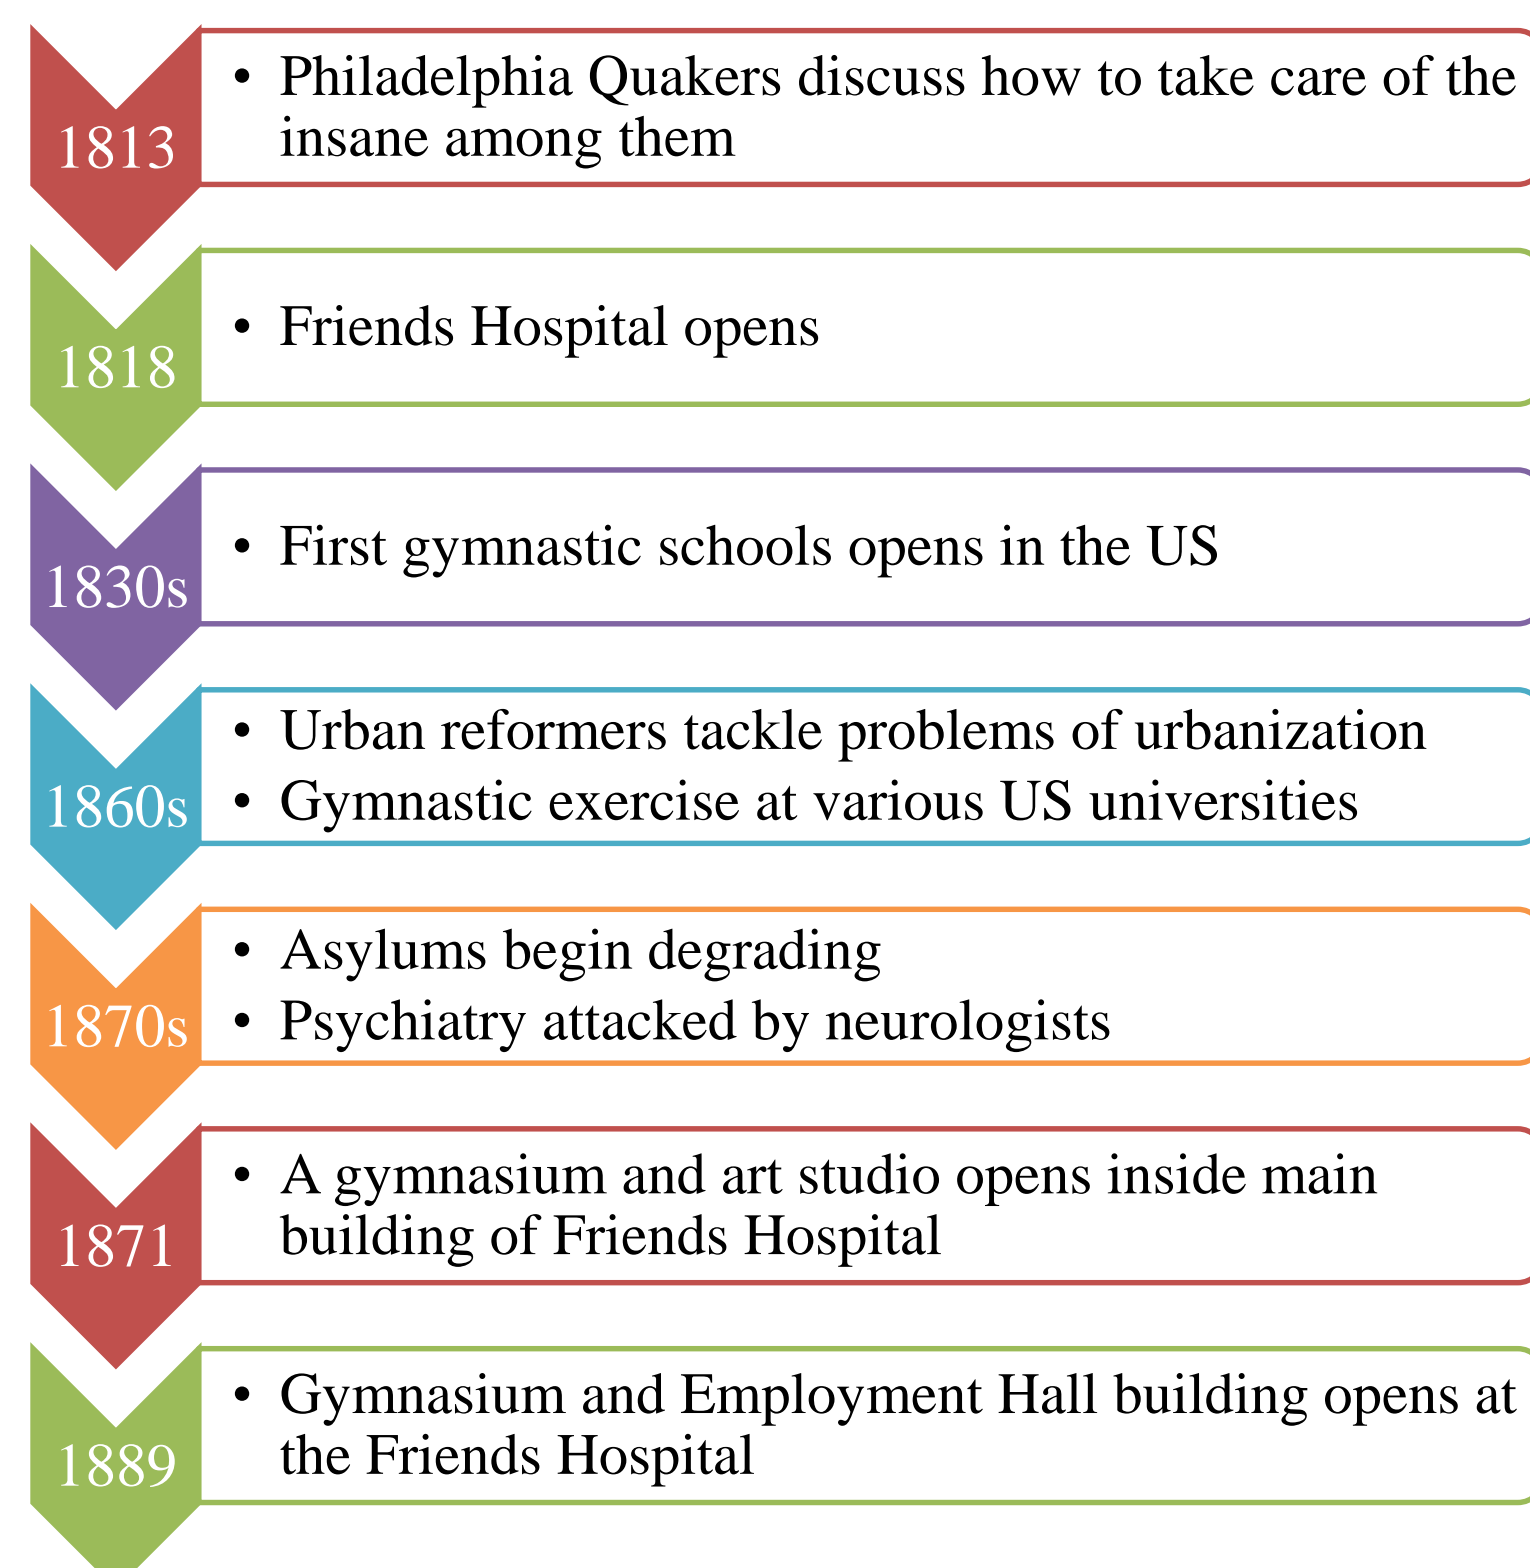 1813
• Philadelphia Quakers discuss how to take care of the
insane among them
1818
• Friends Hospital opens
1830s
• First gymnastic schools opens in the US
1860s
• Urban reformers tackle problems of urbanization
• Gymnastic exercise at various US universities
1870s
• Asylums begin degrading
• Psychiatry attacked by neurologists
1871
• A gymnasium and art studio opens inside main
building of Friends Hospital
1889
• Gymnasium and Employment Hall building opens at
the Friends Hospital